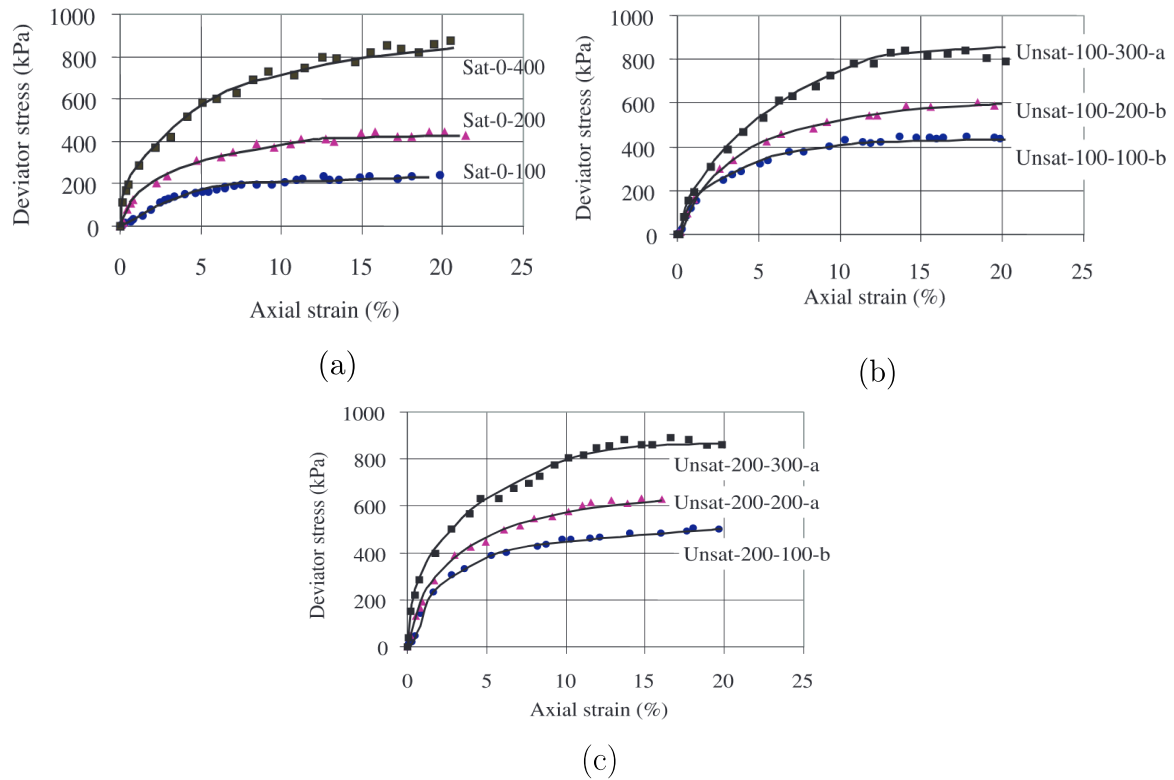 Deviator stress (kPa)
1000
800
600
400
200
0
Sat-0-400
Sat-0-200
Sat-0-100
0 5 10 15 20 25
Axial strain (%)
(a)
Deviator stress (kPa)
1000
800
600
400
200
0
Unsat-100-300-a
Unsat-100-200-b
Unsat-100-100-b
0 5 10 15 20 25
Axial strain (%)
(b)
Deviator stress (kPa)
1000
800
600
400
200
0
Unsat-200-300-a
Unsat-200-200-a
Unsat-200-100-b
0 5 10 15 20 25
Axial strain (%)
(c)